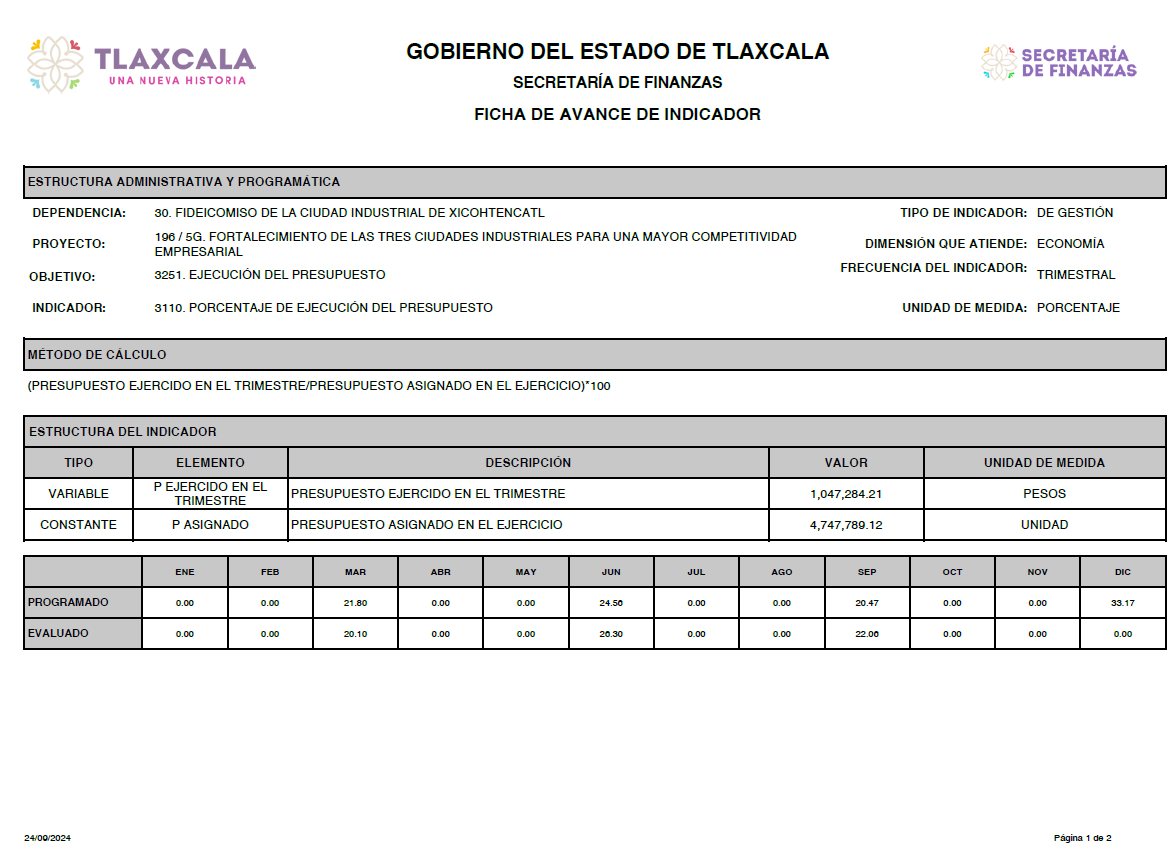 TLAXCALA
UNA NUEVA HISTORIA
GOBIERNO DEL ESTADO DE TLAXCALA
SECRETARÍA DE FINANZAS
FICHA DE AVANCE DE INDICADOR
SECRETARÍA
DE FINANZAS
ESTRUCTURA ADMINISTRATIVA Y PROGRAMÁTICA
DEPENDENCIA: 30. FIDEICOMISO DE LA CIUDAD INDUSTRIAL DE XICOHTENCATL TIPO DE INDICADOR: DE GESTIÓN
PROYECTO: 196 / 5G. FORTALECIMIENTO DE LAS TRES CIUDADES INDUSTRIALES PARA UNA MAYOR COMPETITIVIDAD
EMPRESARIAL DIMENSIÓN QUE ATIENDE: ECONOMÍA
OBJETIVO: 3251. EJECUCIÓN DEL PRESUPUESTO FRECUENCIA DEL INDICADOR: TRIMESTRAL
INDICADOR: 3110. PORCENTAJE DE EJECUCIÓN DEL PRESUPUESTO UNIDAD DE MEDIDA: PORCENTAJE
MÉTODO DE CÁLCULO
(PRESUPUESTO EJERCIDO EN EL TRIMESTRE/PRESUPUESTO ASIGNADO EN EL EJERCICIO)*100
ESTRUCTURA DEL INDICADOR
TIPO ELEMENTO DESCRIPCIÓN VALOR UNIDAD DE MEDIDA
VARIABLE P EJERCIDO EN EL
TRIMESTRE PRESUPUESTO EJERCIDO EN EL TRIMESTRE 1,047,284.21 PESOS
CONSTANTE P ASIGNADO PRESUPUESTO ASIGNADO EN EL EJERCICIO 4,747,789.12 UNIDAD
ENE FEB MAR ABR MAY JUN JUL AGO SEP OCT NOV DIC
PROGRAMADO 0.00 0.00 21.80 0.00 0.00 24.56 0.00 0.00 20.47 0.00 0.00 33.17
EVALUADO 0.00 0.00 20.10 0.00 0.00 26.30 0.00 0.00 22.06 0.00 0.00 0.00
24/09/2024 Página 1 de 2